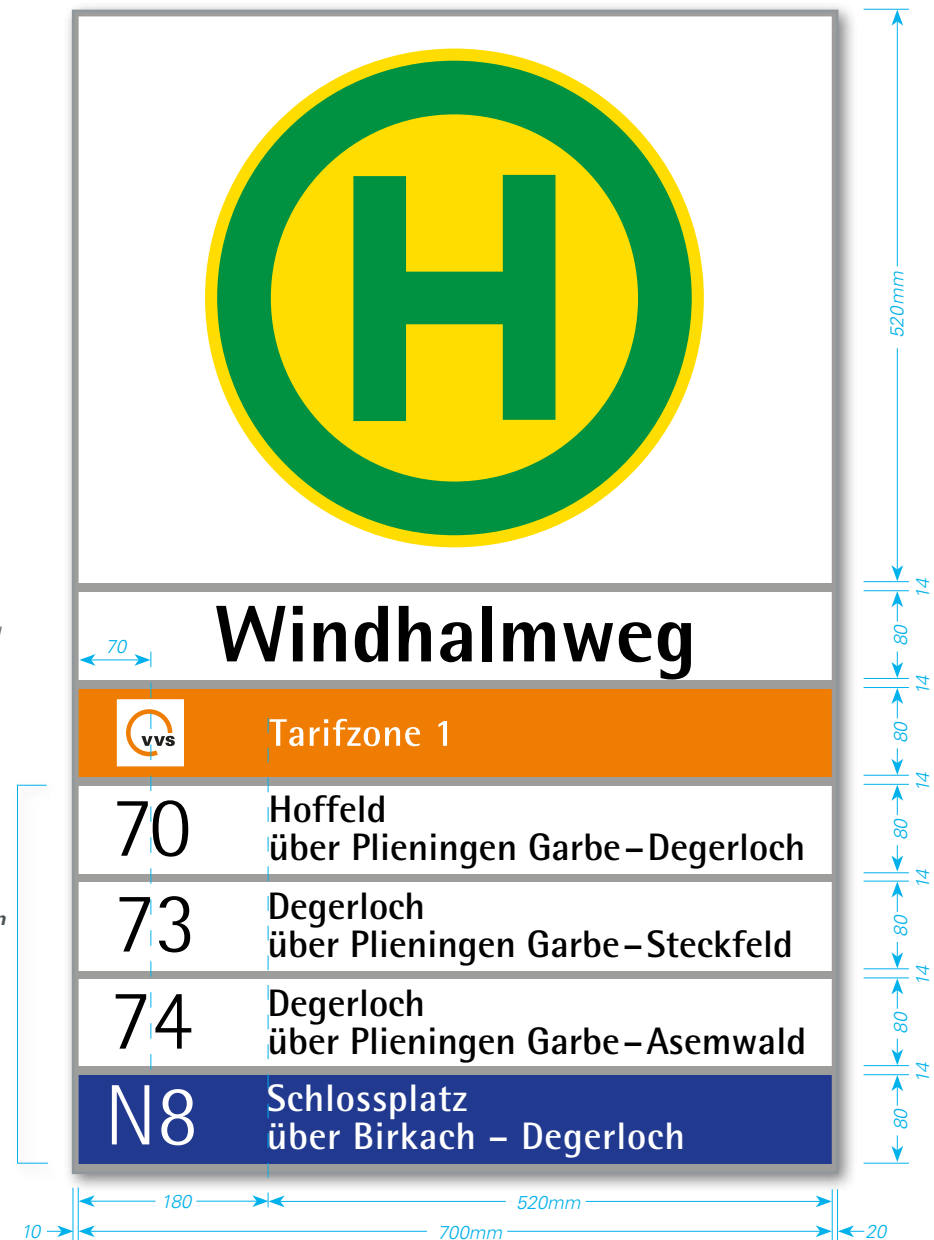 H
520mm
14
Windhalmweg
80
70
14
vvs
Tarifzone 1
80
14
70
Hoffeld
über Plieningen Garbe–Degerloch
80
14
73
Degerloch
über Plieningen Garbe–Steckfeld
80
14
74
Degerloch
über Plieningen Garbe–Asemwald
80
14
N8
Schlossplatz
über Birkach – Degerloch
80
180
520mm
10
700mm
20